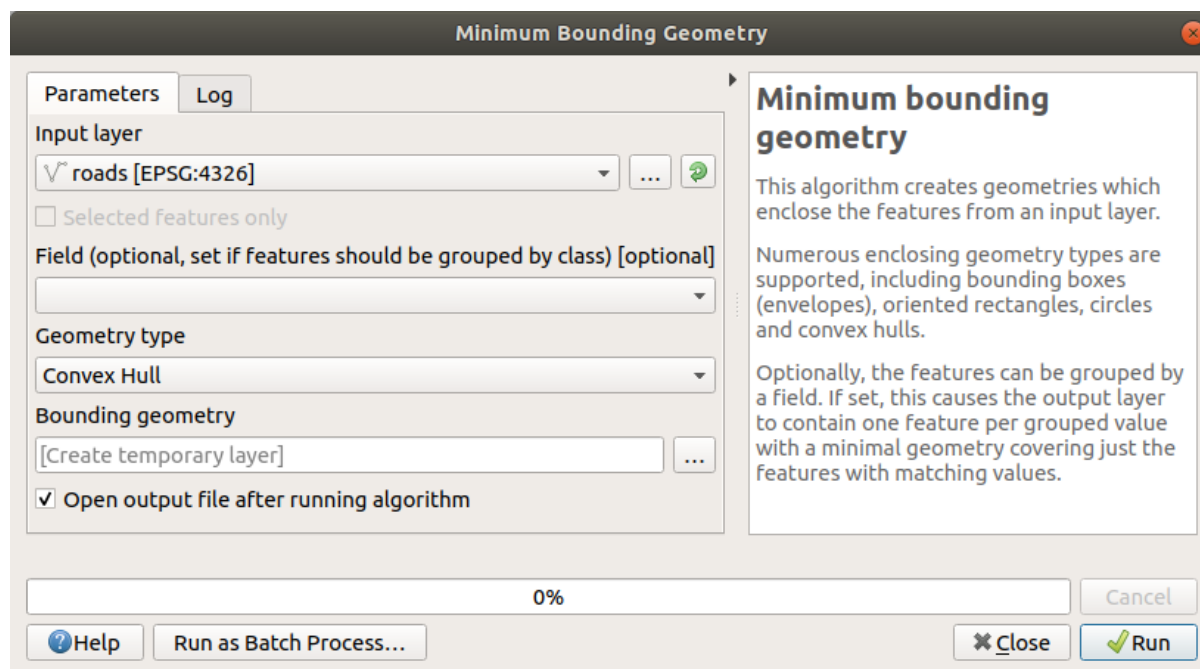 Minimum Bounding Geometry
Parameters
Log
Input layer
roads [EPSG:4326]
...
Selected features only
Field (optional, set if features should be grouped by class) [optional]
Geometry type
Convex Hull
Bounding geometry
[Create temporary layer]
...
Open output file after running algorithm
Minimum bounding
geometry
This algorithm creates geometries which
enclose the features from an input layer.
Numerous enclosing geometry types are
supported, including bounding boxes
(envelopes), oriented rectangles, circles
and convex hulls.
Optionally, the features can be grouped by
a field. If set, this causes the output layer
to contain one feature per grouped value
with a minimal geometry covering just the
features with matching values.
0%
Cancel
Help
Run as Batch Process...
Close
Run